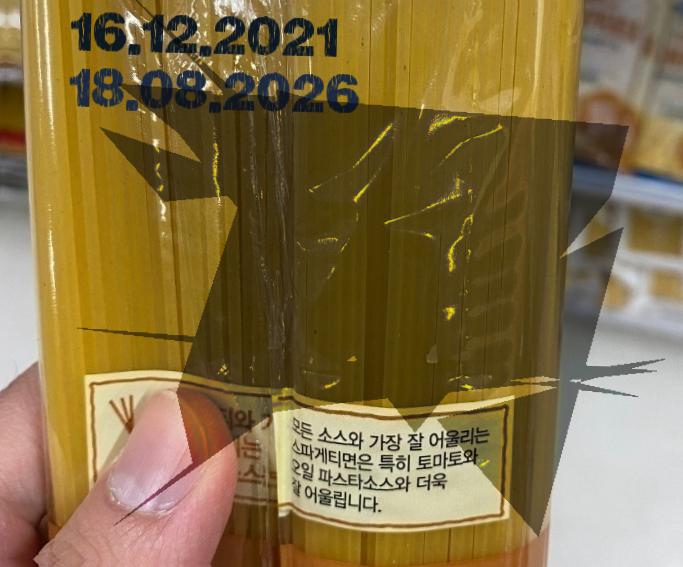 16.12.2021
18.08.2026
모든 소스와 가장 잘 어울리는
스파게티면은 특히 토마토와
오일 파스타소스와 더욱
잘 어울립니다.